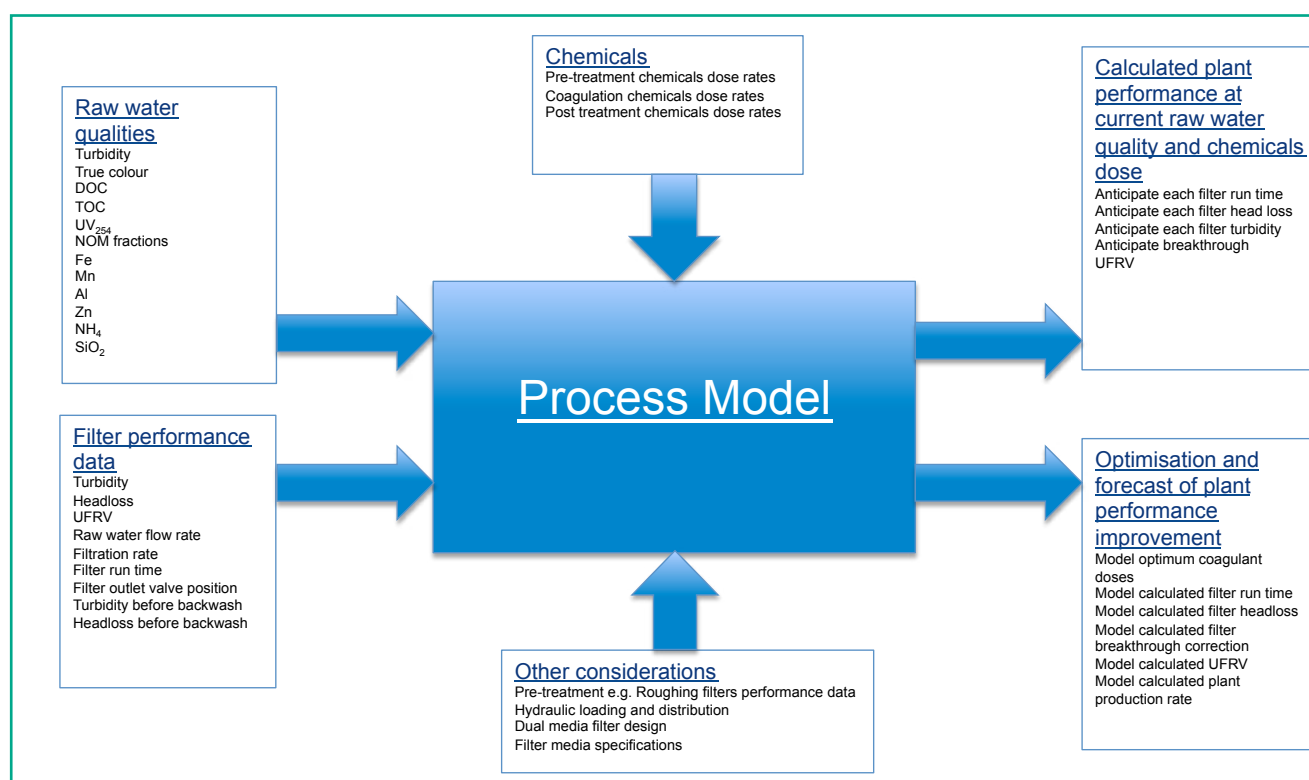 Raw water
qualities
Turbidity
True colour
DOC
TOC
UV₂₅₄
NOM fractions
Fe
Mn
Al
Zn
NH₄
SiO₂
Filter performance
data
Turbidity
Headloss
UFRV
Raw water flow rate
Filtration rate
Filter run time
Filter outlet valve position
Turbidity before backwash
Headloss before backwash
Chemicals
Pre-treatment chemicals dose rates
Coagulation chemicals dose rates
Post treatment chemicals dose rates
Process Model
Other considerations
Pre-treatment e.g. Roughing filters performance data
Hydraulic loading and distribution
Dual media filter design
Filter media specifications
Calculated plant
performance at
current raw water
quality and chemicals
dose
Anticipate each filter run time
Anticipate each filter head loss
Anticipate each filter turbidity
Anticipate breakthrough
UFRV
Optimisation and
forecast of plant
performance
improvement
Model optimum coagulant
doses
Model calculated filter run time
Model calculated filter headloss
Model calculated filter
breakthrough correction
Model calculated UFRV
Model calculated plant
production rate